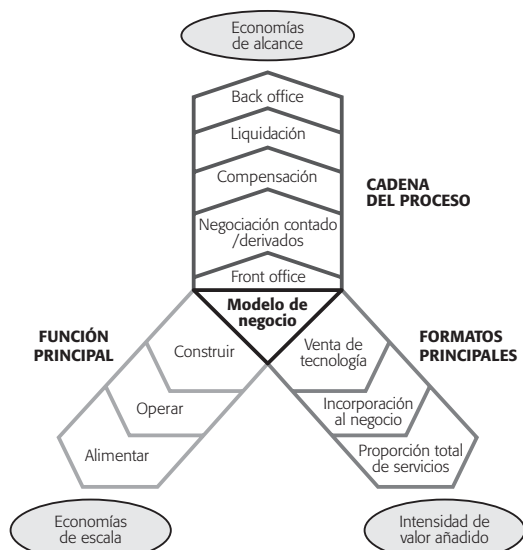 Economías
de alcance
Back office
Liquidación
Compensación
CADENA
DEL PROCESO
Negociación contado
/derivados
Front office
Modelo de
negocio
FUNCIÓN
PRINCIPAL
Construir
Venta de
tecnología
FORMATOS
PRINCIPALES
Operar
Incorporación
al negocio
Alimentar
Proporción total
de servicios
Economías
de escala
Intensidad de
valor añadido